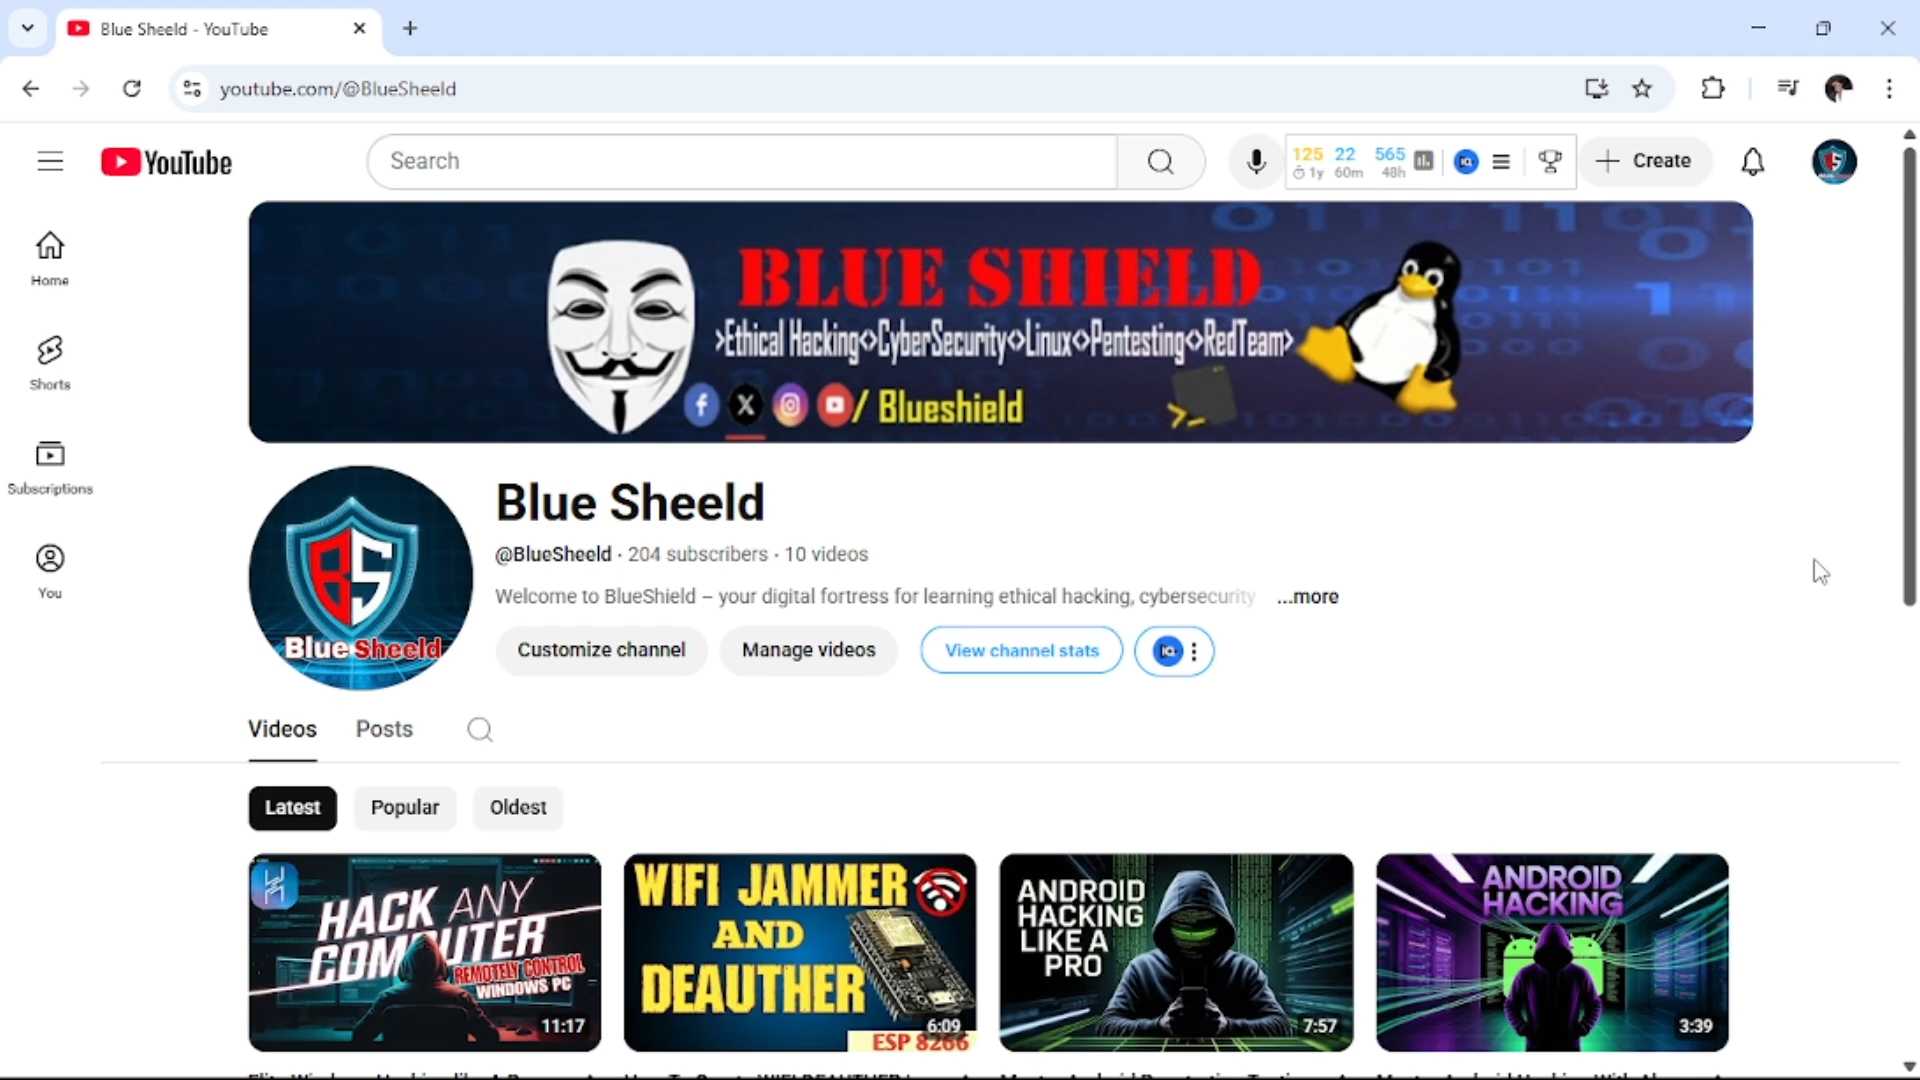 Blue Sheeld - YouTube
youtube.com/@BlueSheeld
YouTube
Search
125 22 565
1y 60m 48h
Create
Home
Shorts
Subscriptions
You
BLUE SHIELD
>Ethical Hacking<>CyberSecurity<>Linux<>Pentesting<>RedTeam>
/ Blueshield
BS
Blue Sheeld
Blue Sheeld
@BlueSheeld · 204 subscribers · 10 videos
Welcome to BlueShield – your digital fortress for learning ethical hacking, cybersecurity ...more
Customize channel
Manage videos
View channel stats
Videos
Posts
Latest
Popular
Oldest
HACK ANY
COMPUTER
REMOTELY CONTROL
WINDOWS PC
11:17
WIFI JAMMER
AND
DEAUTHER
6:09
ESP 8266
ANDROID
HACKING
LIKE A
PRO
7:57
ANDROID
HACKING
3:39